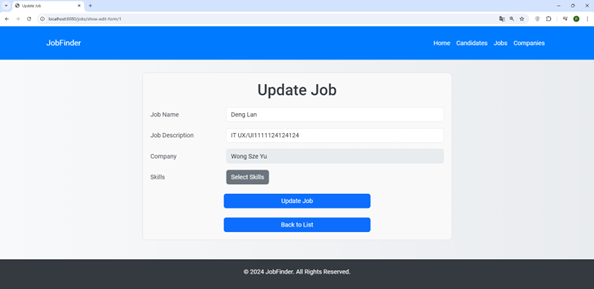 Update Job
localhost:8080/jobs/show-edit-form/1
JobFinder
Home Candidates Jobs Companies
Update Job
Job Name Deng Lan
Job Description IT UX/UI1111124124124
Company Wong Sze Yu
Skills Select Skills
Update Job
Back to List
© 2024 JobFinder. All Rights Reserved.